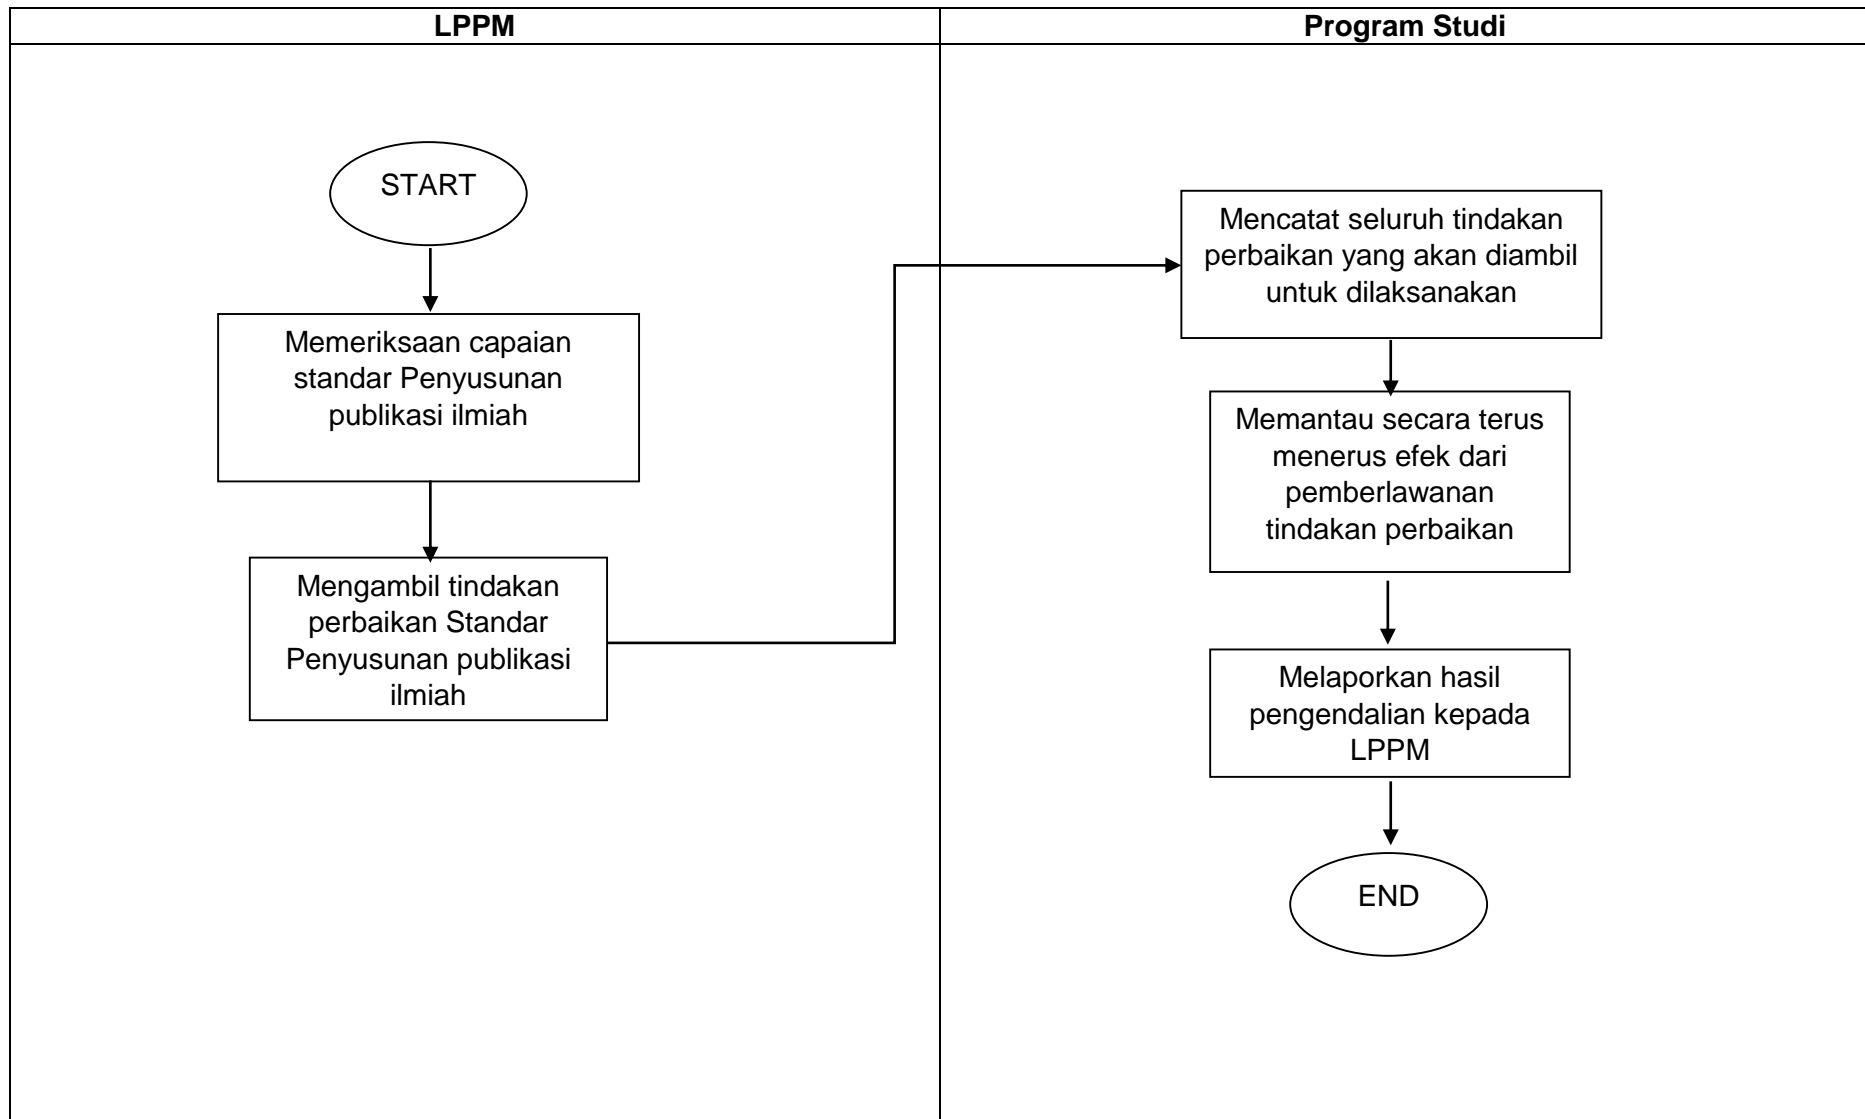 LPPM
Program Studi
START
Memeriksaan capaian
standar Penyusunan
publikasi ilmiah
Mengambil tindakan
perbaikan Standar
Penyusunan publikasi
ilmiah
Mencatat seluruh tindakan
perbaikan yang akan diambil
untuk dilaksanakan
Memantau secara terus
menerus efek dari
pemberlawanan
tindakan perbaikan
Melaporkan hasil
pengendalian kepada
LPPM
END